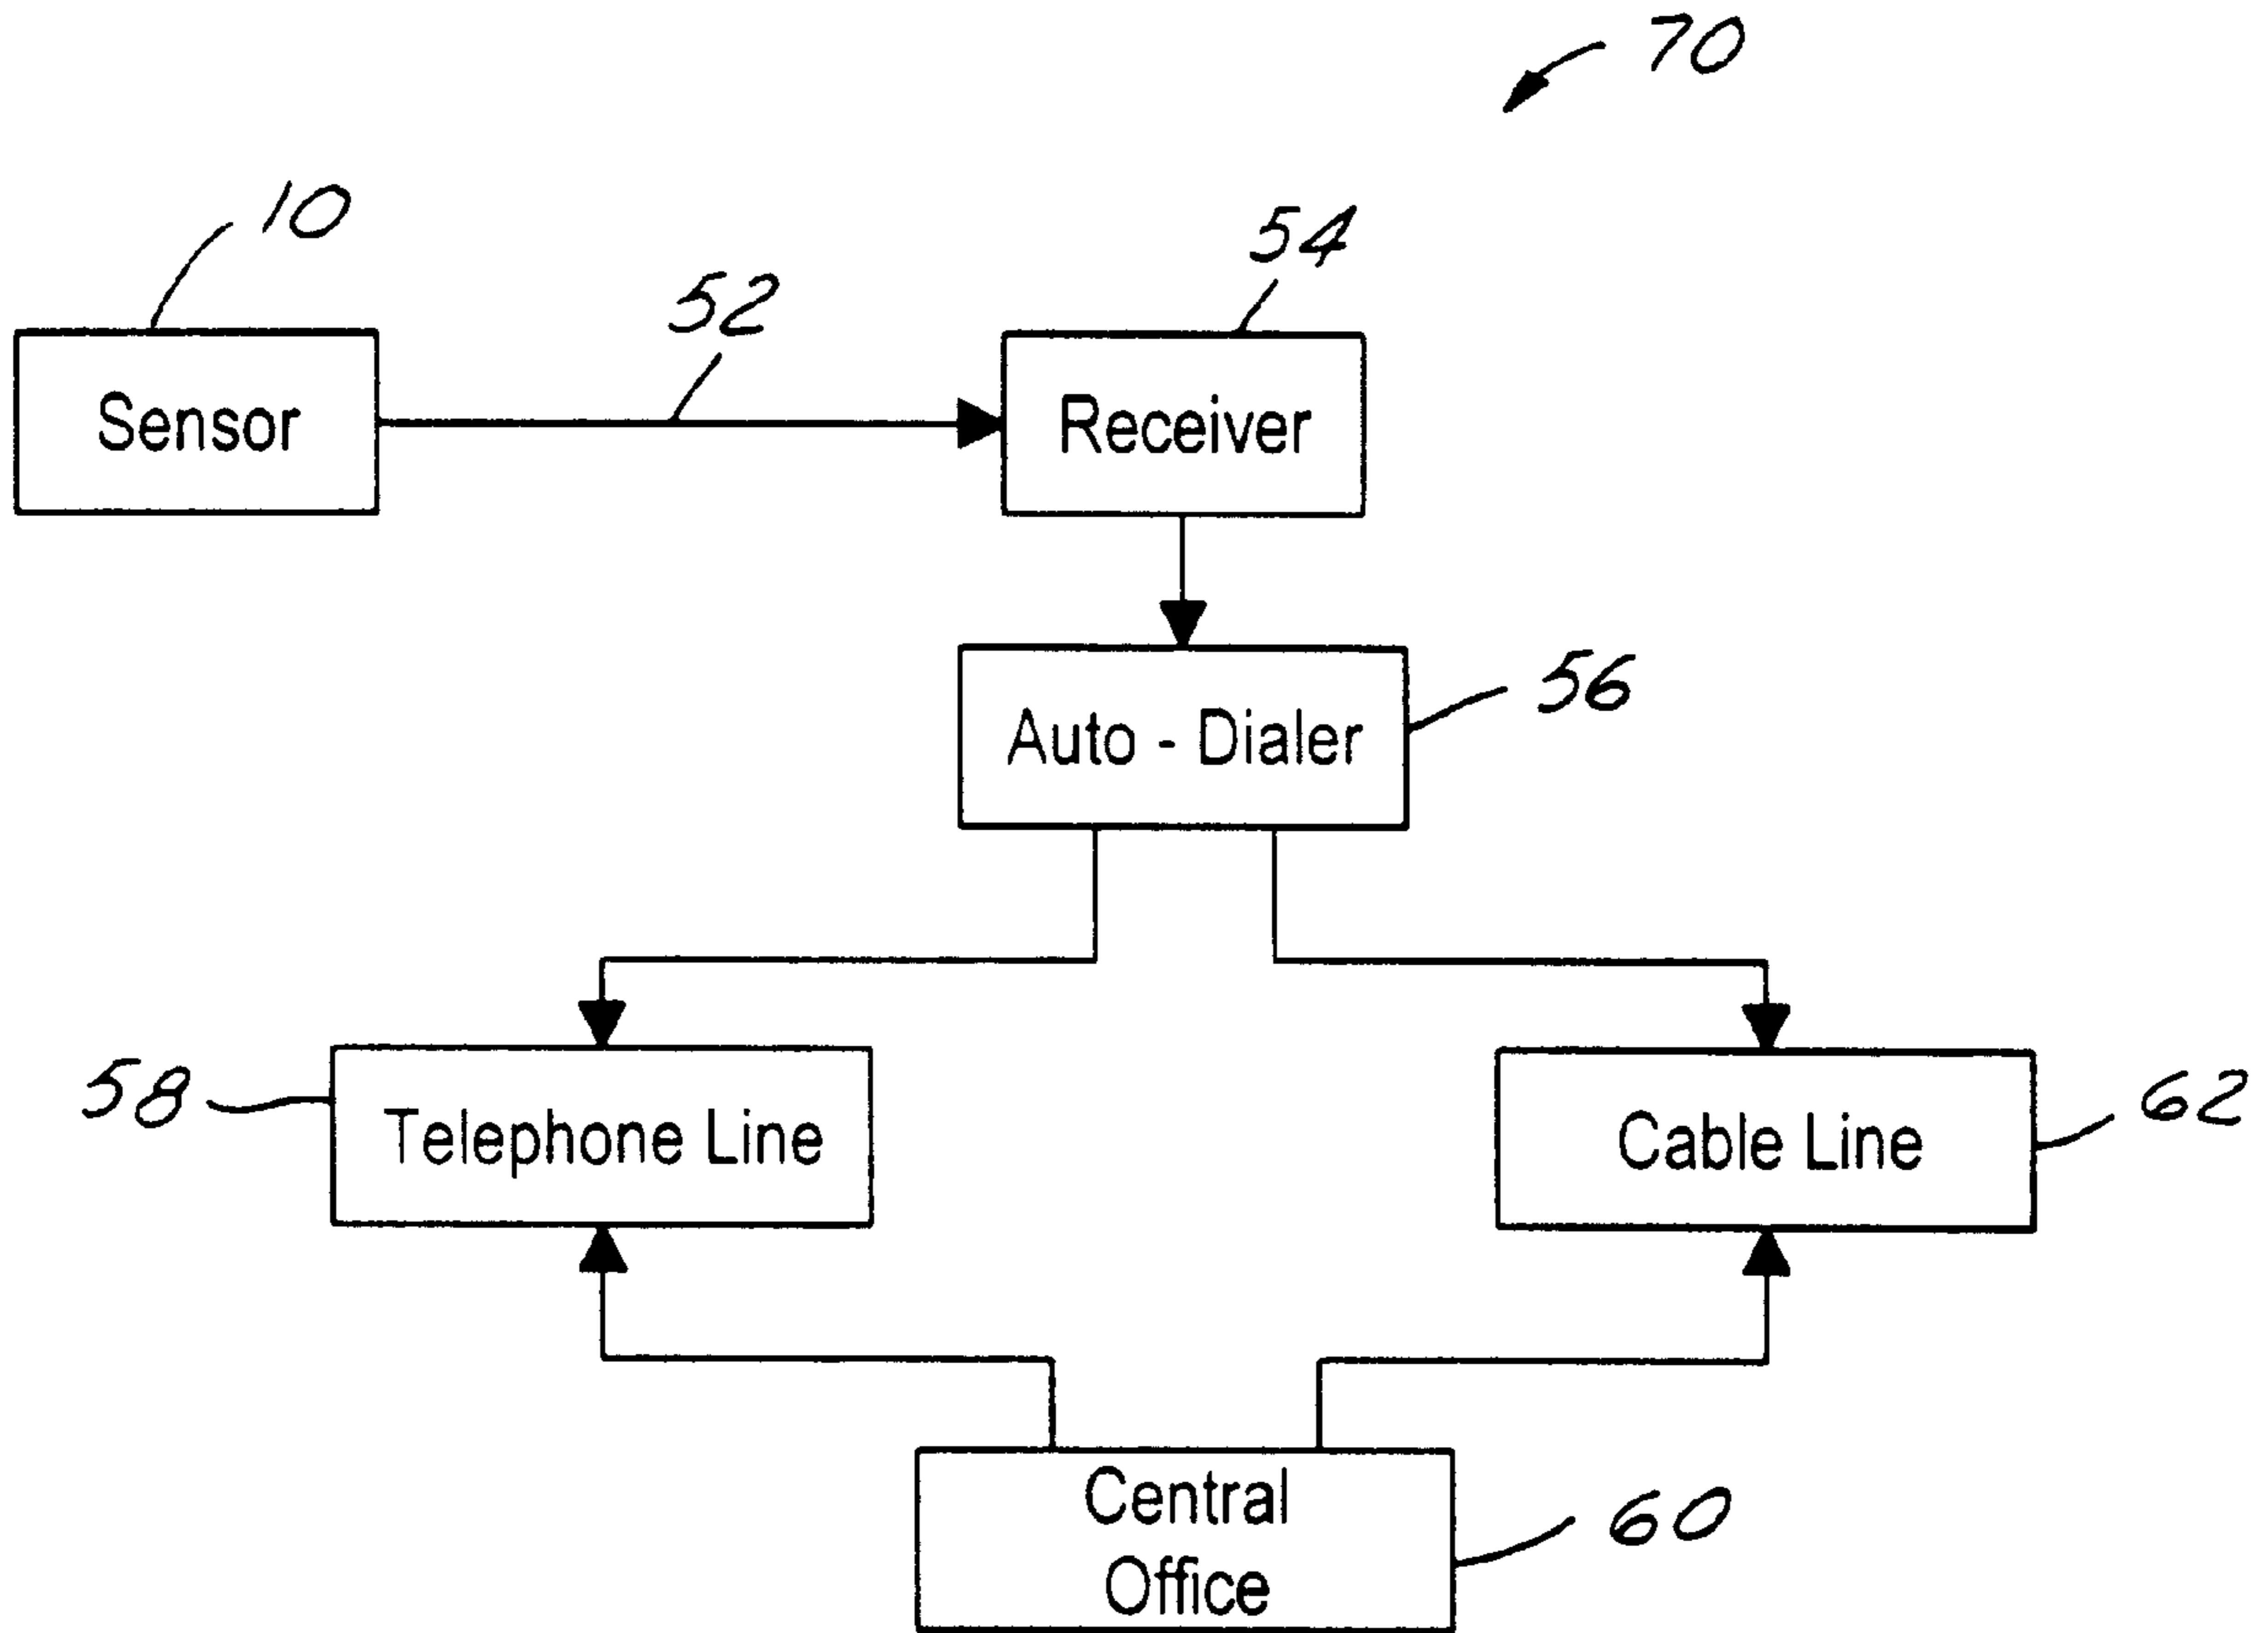 70
10
54
52
Sensor
Receiver
56
Auto - Dialer
58
62
Telephone Line
Cable Line
Central
Office
60